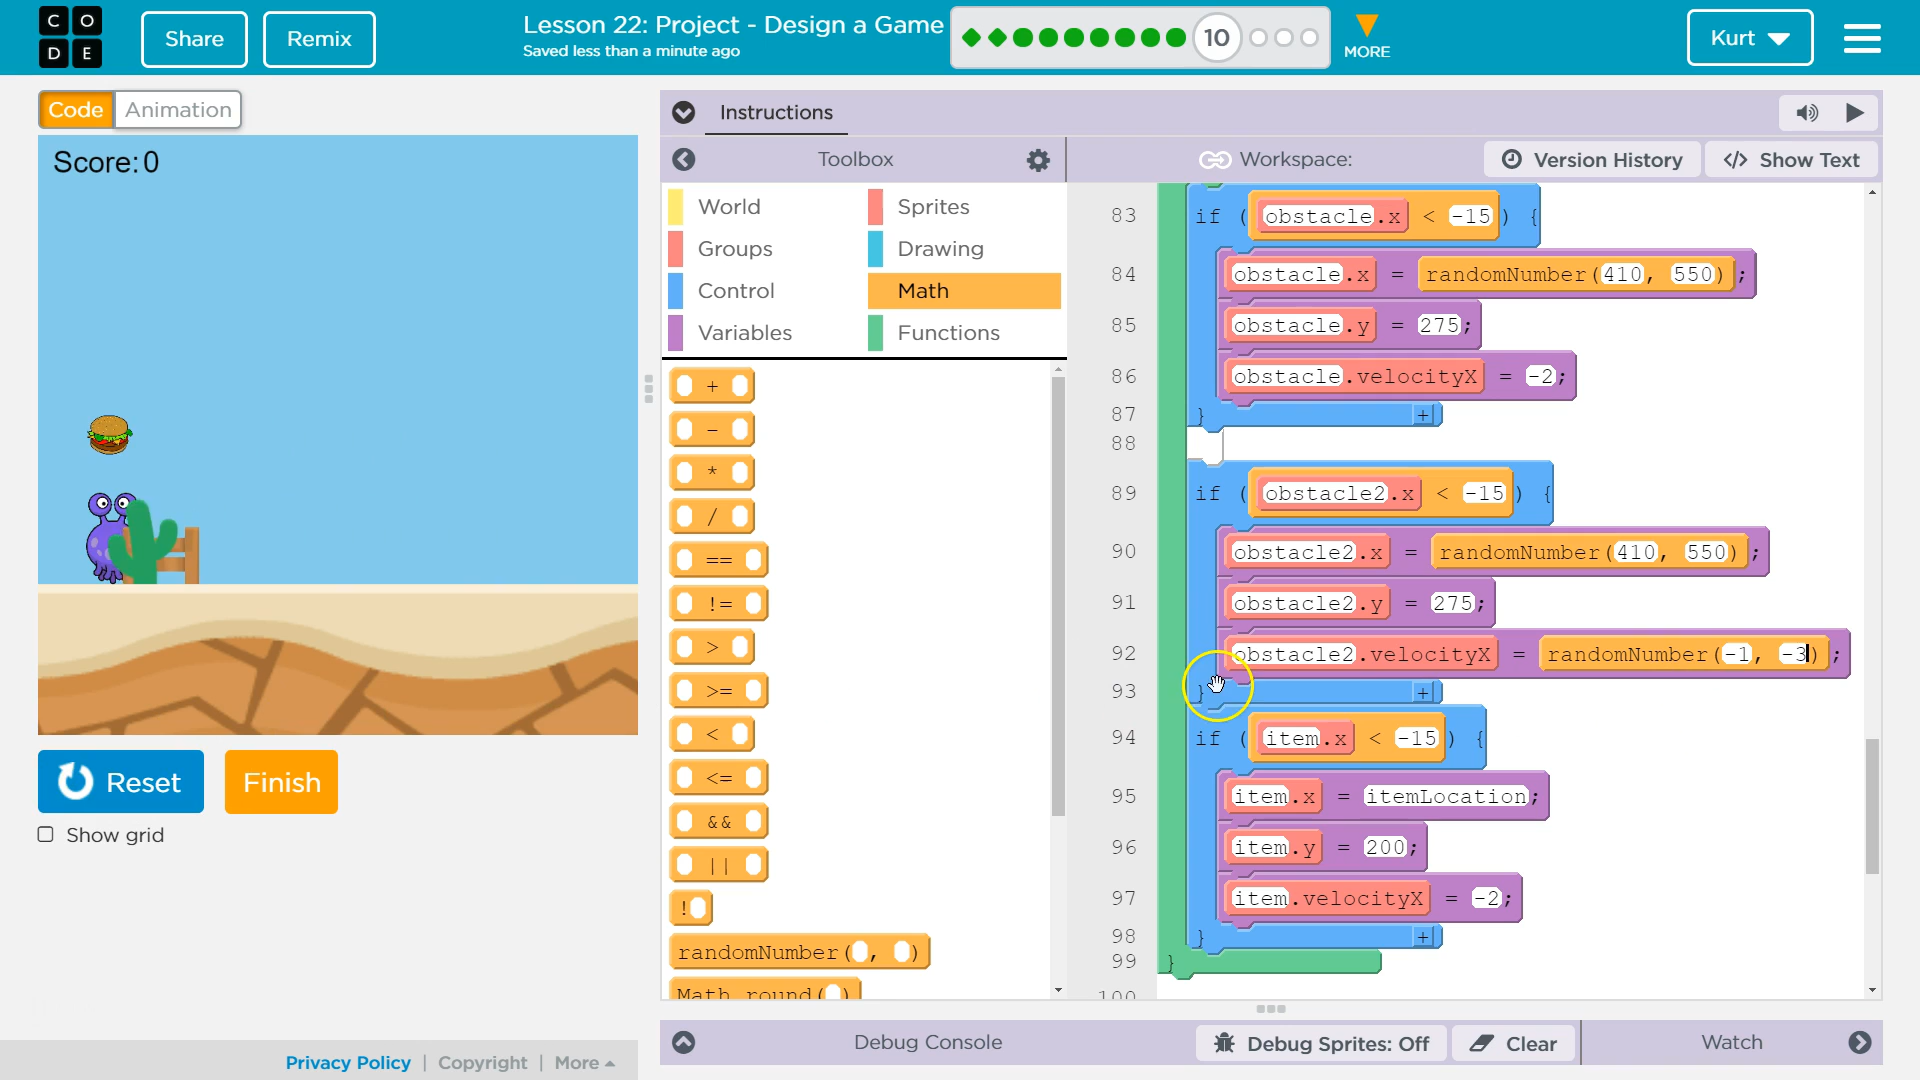 CODE
Share
Remix
Lesson 22: Project - Design a Game
Saved less than a minute ago
10
MORE
Kurt
Code
Animation
Score:0
Reset
Finish
Show grid
Privacy Policy | Copyright | More
Instructions
Toolbox
Workspace:
Version History
</> Show Text
World
Sprites
Groups
Drawing
Control
Math
Variables
Functions
+
-
*
/
==
!=
>
>=
<
<=
&&
||
!
randomNumber( , )
Math.round( )
83 if (obstacle.x < -15) {
84 obstacle.x = randomNumber(410, 550);
85 obstacle.y = 275;
86 obstacle.velocityX = -2;
87 } +
88
89 if (obstacle2.x < -15) {
90 obstacle2.x = randomNumber(410, 550);
91 obstacle2.y = 275;
92 obstacle2.velocityX = randomNumber(-1, -3);
93 } +
94 if (item.x < -15) {
95 item.x = itemLocation;
96 item.y = 200;
97 item.velocityX = -2;
98 } +
99 }
100
Debug Console
Debug Sprites: Off
Clear
Watch